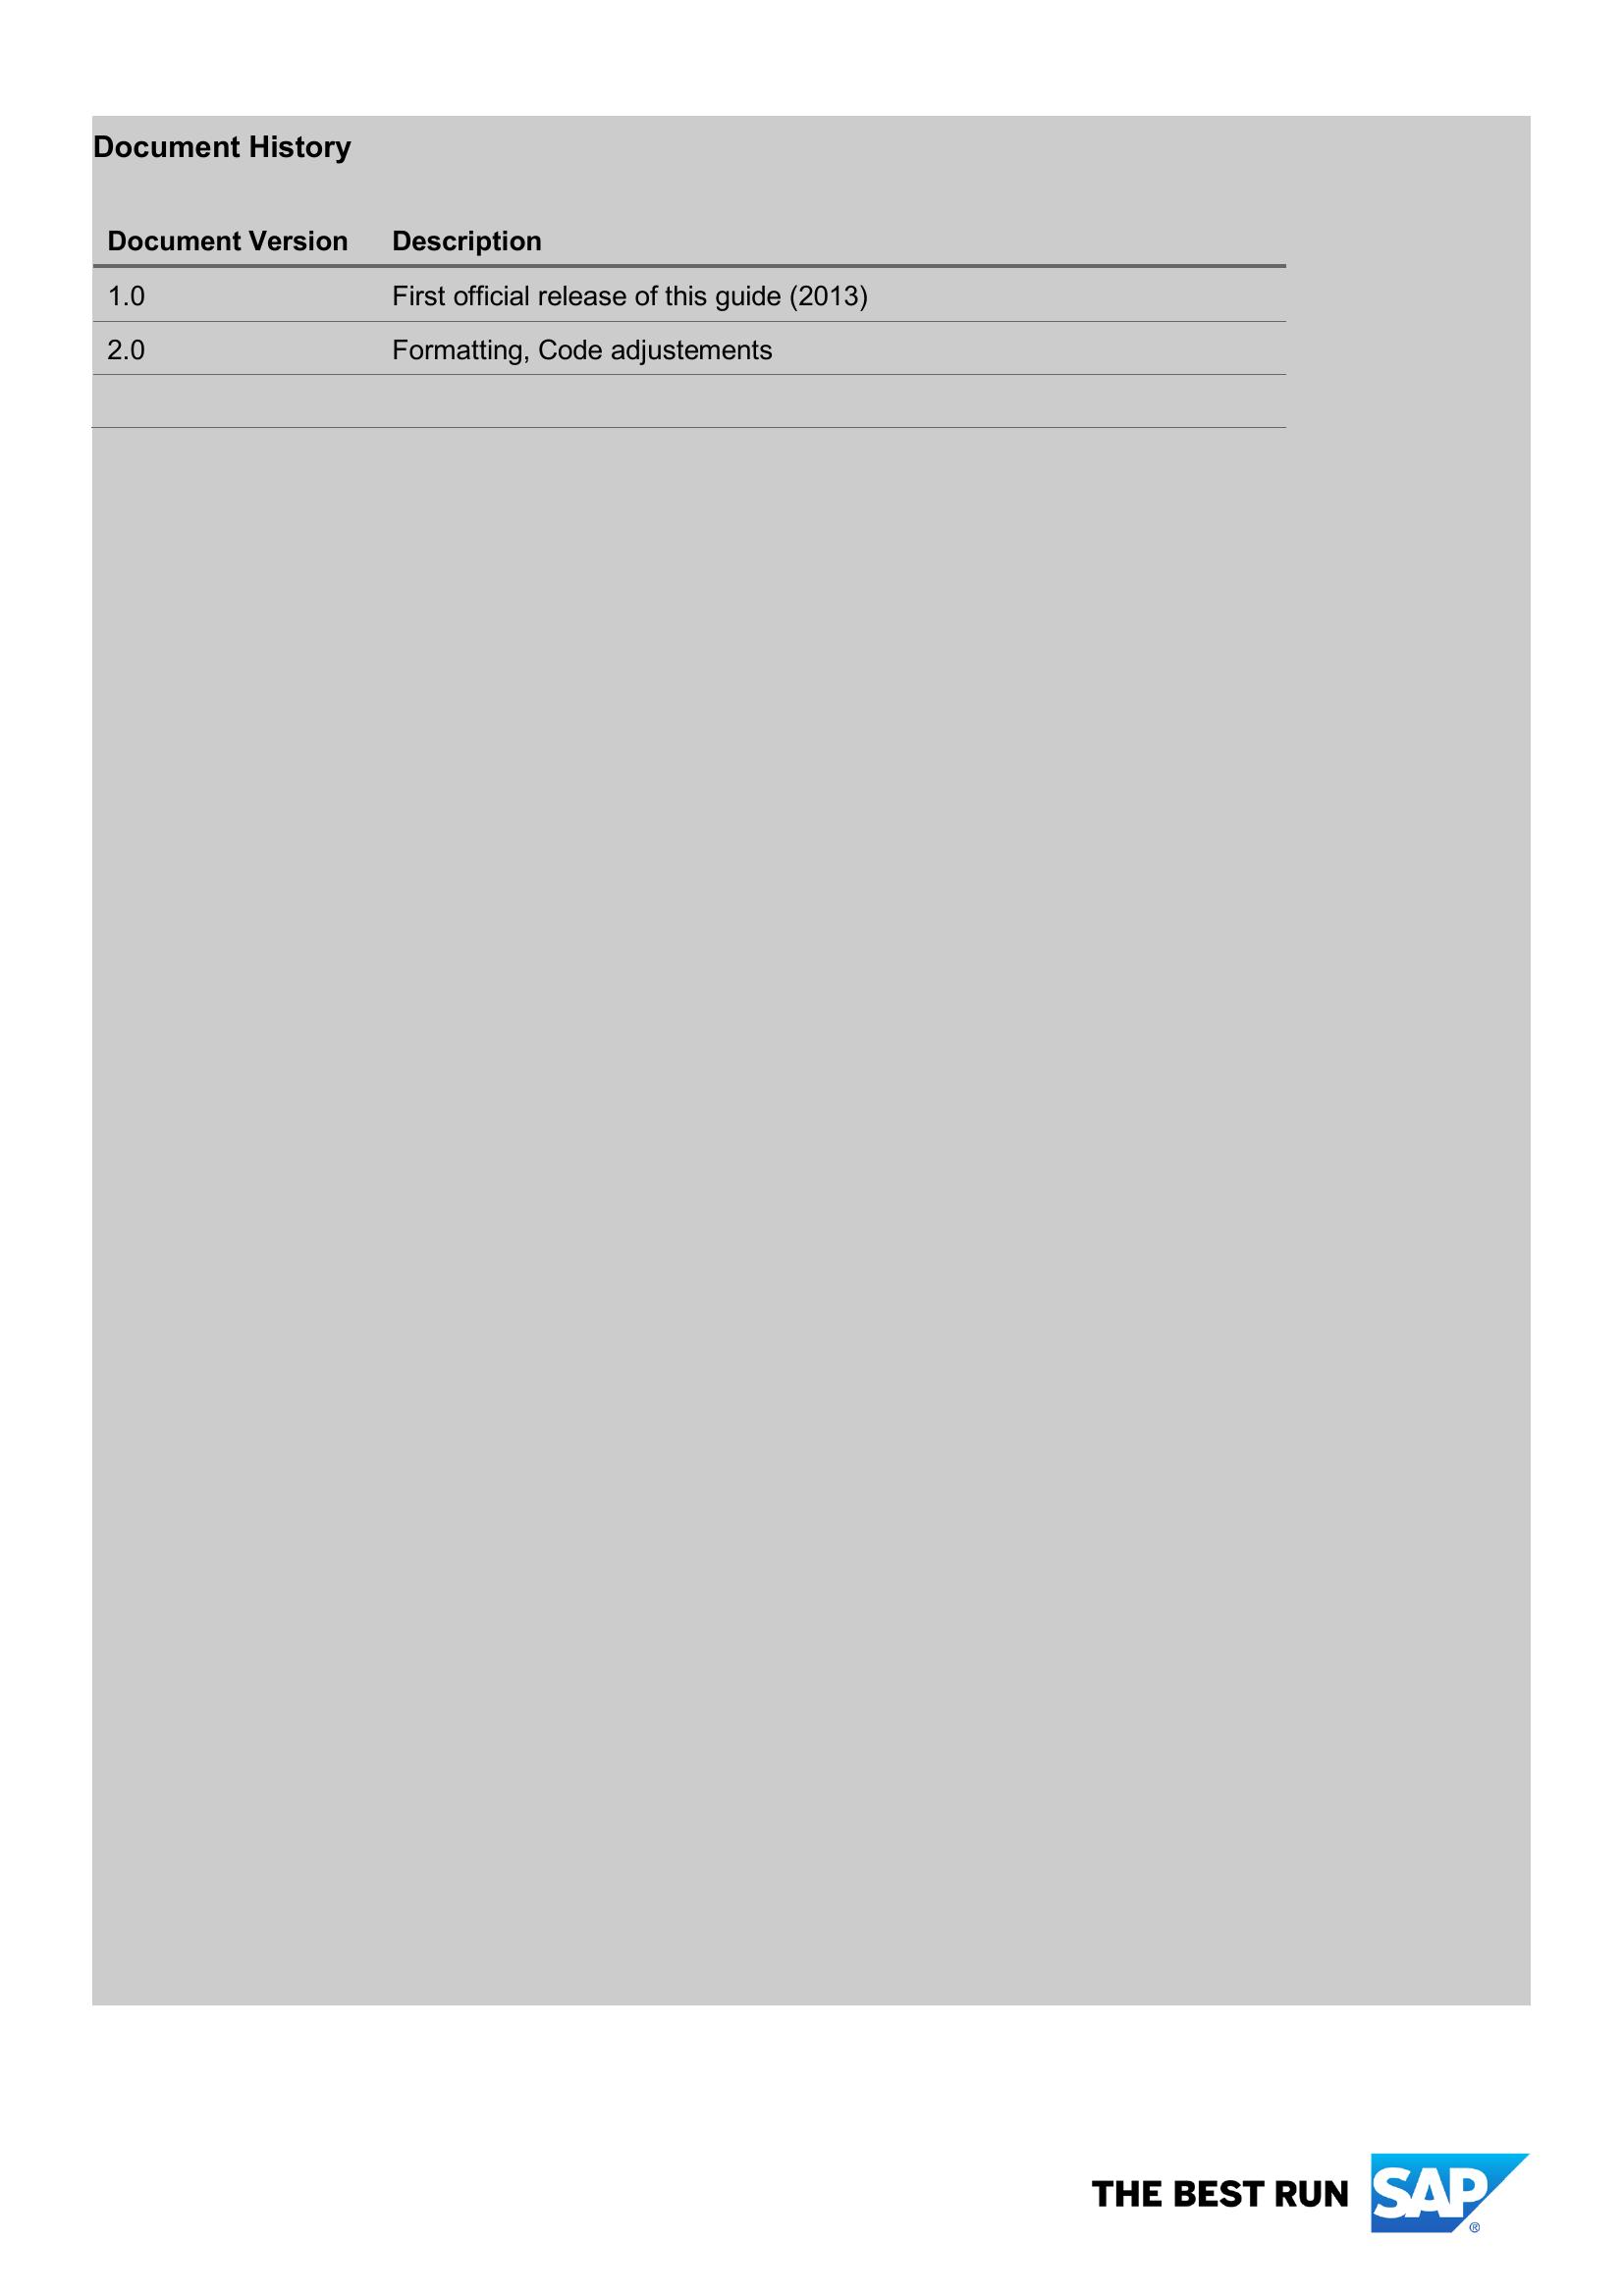 Document History
Document Version Description
1.0 First official release of this guide (2013)
2.0 Formatting, Code adjustements
THE BEST RUN SAP®